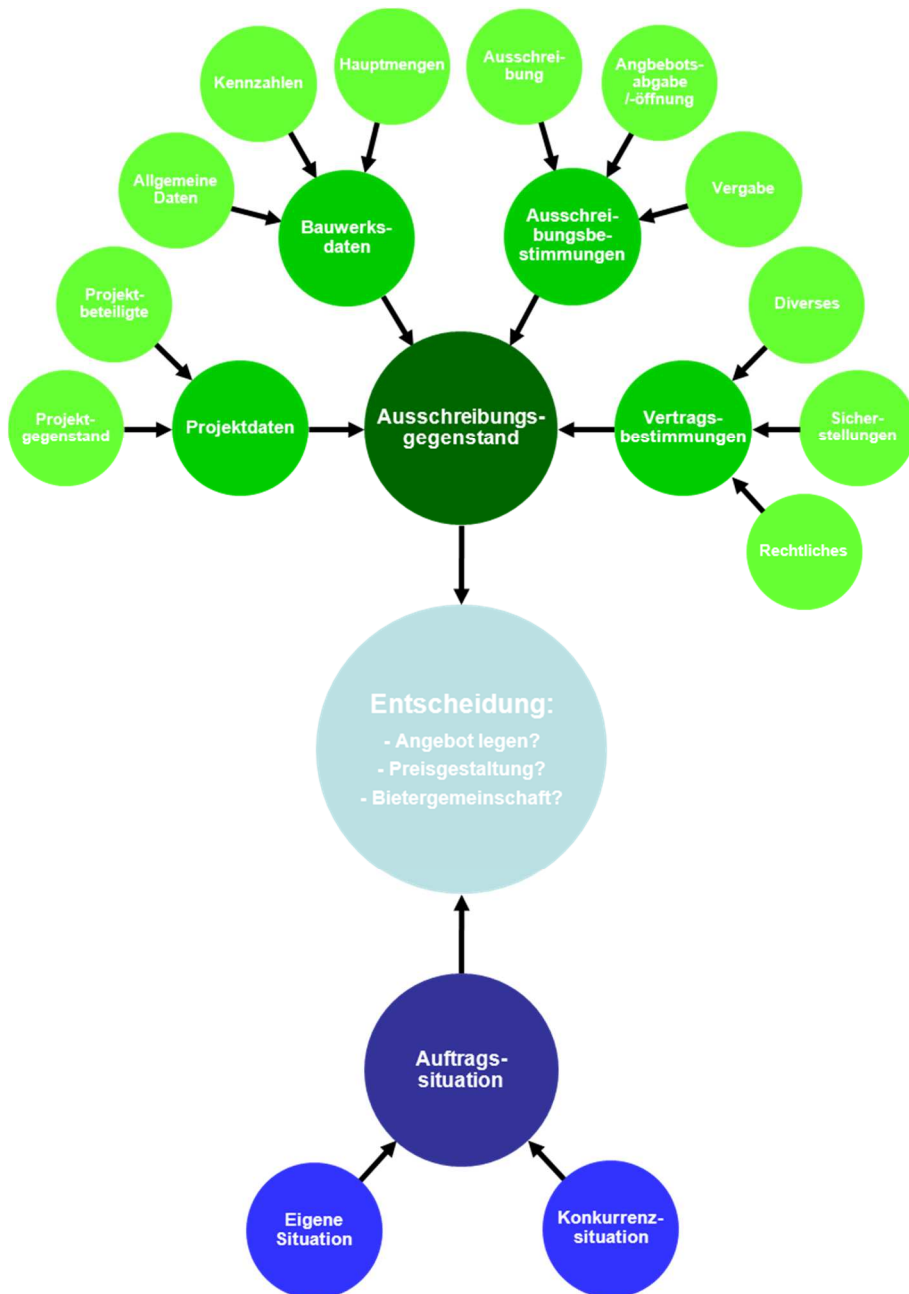 Hauptmengen
Ausschrei-
bung
Angbebots-
abgabe
/-öffnung
Kennzahlen
Allgemeine
Daten
Vergabe
Bauwerks-
daten
Ausschrei-
bungsbe-
stimmungen
Projekt-
beteiligte
Diverses
Projekt-
gegenstand
Projektdaten
Ausschreibungs-
gegenstand
Vertrags-
bestimmungen
Sicher-
stellungen
Rechtliches
Entscheidung:
- Angebot legen?
- Preisgestaltung?
- Bietergemeinschaft?
Auftrags-
situation
Eigene
Situation
Konkurrenz-
situation